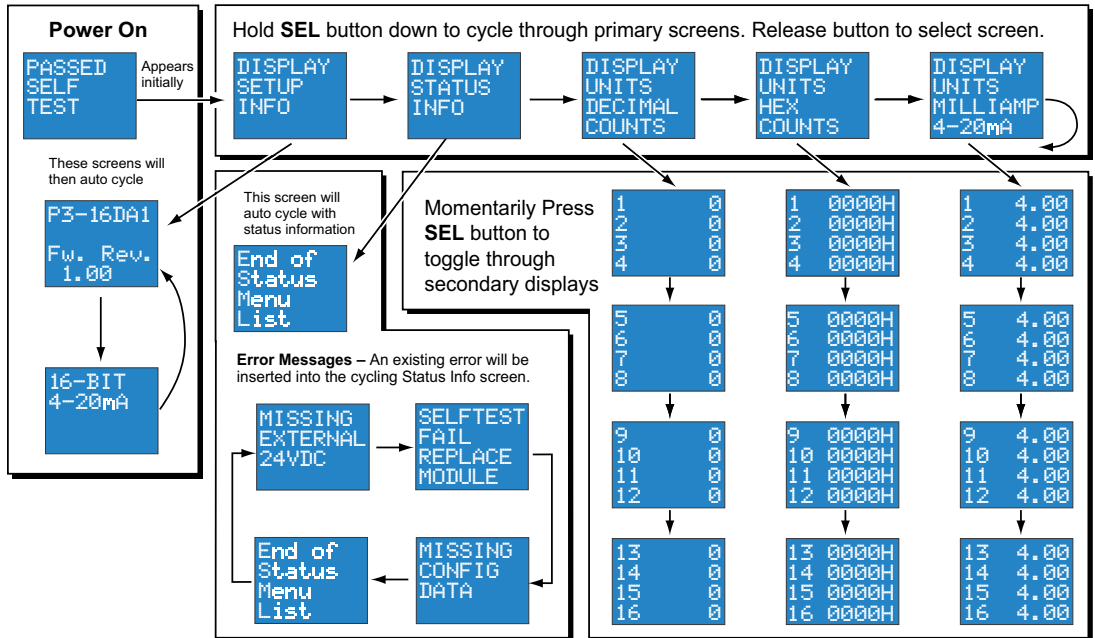 Power On
PASSED
SELF
TEST
Appears
initially
These screens will
then auto cycle
P3-16DA1
Fw. Rev.
1.00
16-BIT
4-20mA
Hold SEL button down to cycle through primary screens. Release button to select screen.
DISPLAY
SETUP
INFO
DISPLAY
STATUS
INFO
DISPLAY
UNITS
DECIMAL
COUNTS
DISPLAY
UNITS
HEX
COUNTS
DISPLAY
UNITS
MILLIAMP
4-20mA
This screen will
auto cycle with
status information
End of
Status
Menu
List
Error Messages – An existing error will be
inserted into the cycling Status Info screen.
MISSING
EXTERNAL
24VDC
SELFTEST
FAIL
REPLACE
MODULE
End of
Status
Menu
List
MISSING
CONFIG
DATA
Momentarily Press
SEL button to
toggle through
secondary displays
1 0
2 0
3 0
4 0
5 0
6 0
7 0
8 0
9 0
10 0
11 0
12 0
13 0
14 0
15 0
16 0
1 0000H
2 0000H
3 0000H
4 0000H
5 0000H
6 0000H
7 0000H
8 0000H
9 0000H
10 0000H
11 0000H
12 0000H
13 0000H
14 0000H
15 0000H
16 0000H
1 4.00
2 4.00
3 4.00
4 4.00
5 4.00
6 4.00
7 4.00
8 4.00
9 4.00
10 4.00
11 4.00
12 4.00
13 4.00
14 4.00
15 4.00
16 4.00